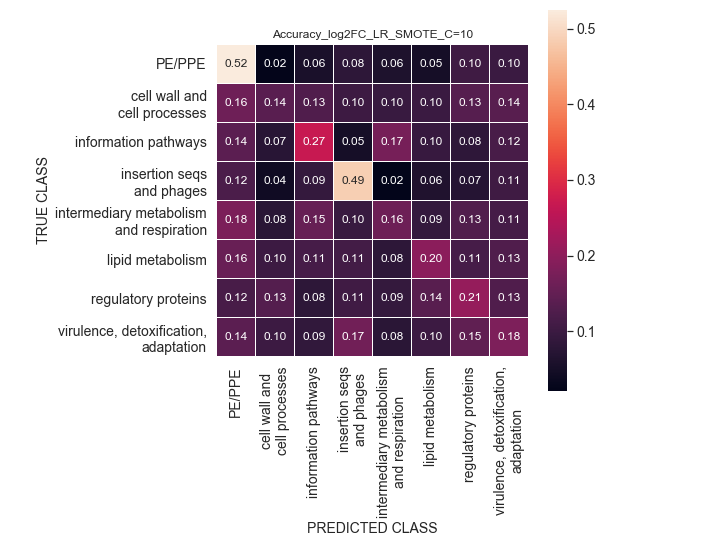 Accuracy_log2FC_LR_SMOTE_C=10
TRUE CLASS
PE/PPE
0.52 0.02 0.06 0.08 0.06 0.05 0.10 0.10
cell wall and
cell processes
0.16 0.14 0.13 0.10 0.10 0.10 0.13 0.14
information pathways
0.14 0.07 0.27 0.05 0.17 0.10 0.08 0.12
insertion seqs
and phages
0.12 0.04 0.09 0.49 0.02 0.06 0.07 0.11
intermediary metabolism
and respiration
0.18 0.08 0.15 0.10 0.16 0.09 0.13 0.11
lipid metabolism
0.16 0.10 0.11 0.11 0.08 0.20 0.11 0.13
regulatory proteins
0.12 0.13 0.08 0.11 0.09 0.14 0.21 0.13
virulence, detoxification,
adaptation
0.14 0.10 0.09 0.17 0.08 0.10 0.15 0.18
PE/PPE
cell wall and
cell processes
information pathways
insertion seqs
and phages
intermediary metabolism
and respiration
lipid metabolism
regulatory proteins
virulence, detoxification,
adaptation
PREDICTED CLASS
0.5
0.4
0.3
0.2
0.1